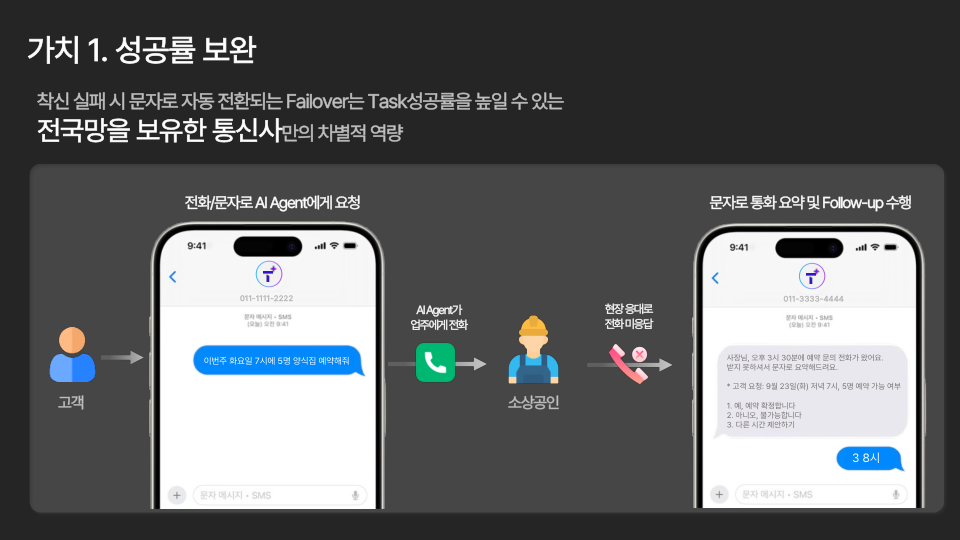 가치 1. 성공률 보완
착신 실패 시 문자로 자동 전환되는 Failover는 Task성공률을 높일 수 있는
전국망을 보유한 통신사만의 차별적 역량
전화/문자로 AI Agent에게 요청
9:41
011-1111-2222
문자 메시지 • SMS
(오늘) 오전 9:41
이번주 화요일 7시에 5명 양식집 예약해줘
문자 메시지 • SMS
고객
AI Agent가
업주에게 전화
소상공인
현장 응대로
전화 미응답
문자로 통화 요약 및 Follow-up 수행
9:41
011-3333-4444
문자 메시지 • SMS
(오늘) 오전 9:41
사장님, 오후 3시 30분에 예약 문의 전화가 왔어요.
받지 못하셔서 문자로 요약해드려요.
* 고객 요청: 9월 23일(화) 저녁 7시, 5명 예약 가능 여부
1. 예, 예약 확정합니다
2. 아니오, 불가능합니다
3. 다른 시간 제안하기
3 8시
문자 메시지 • SMS